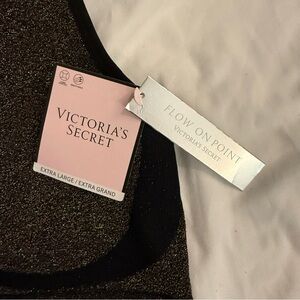 VICTORIA'S
SECRET
EXTRA LARGE / EXTRA GRAND
FLOW ON POINT
VICTORIA'S SECRET